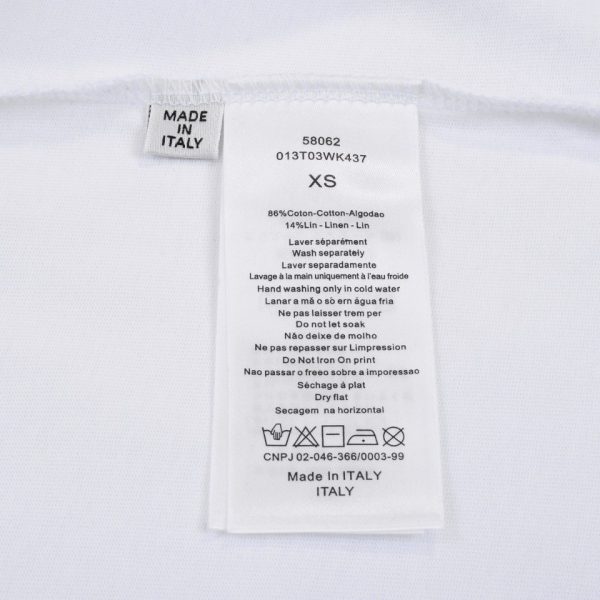 MADE
IN
ITALY
58062
013T03WK437
XS
86%Coton-Cotton-Algodao
14%Lin - Linen - Lin
Laver séparément
Wash separately
Laver separadamente
Lavage à la main uniquement à l'eau froide
Hand washing only in cold water
Lanar a mã o sò ern água fria
Ne pas laisser trem per
Do not let soak
Não deixe de molho
Ne pas repasser sur Limpression
Do Not Iron On print
Nao passar o freeo sobre a impressao
Séchage à plat
Dry flat
Secagem na horizontal
CNPJ 02-046-366/0003-99
Made In ITALY
ITALY